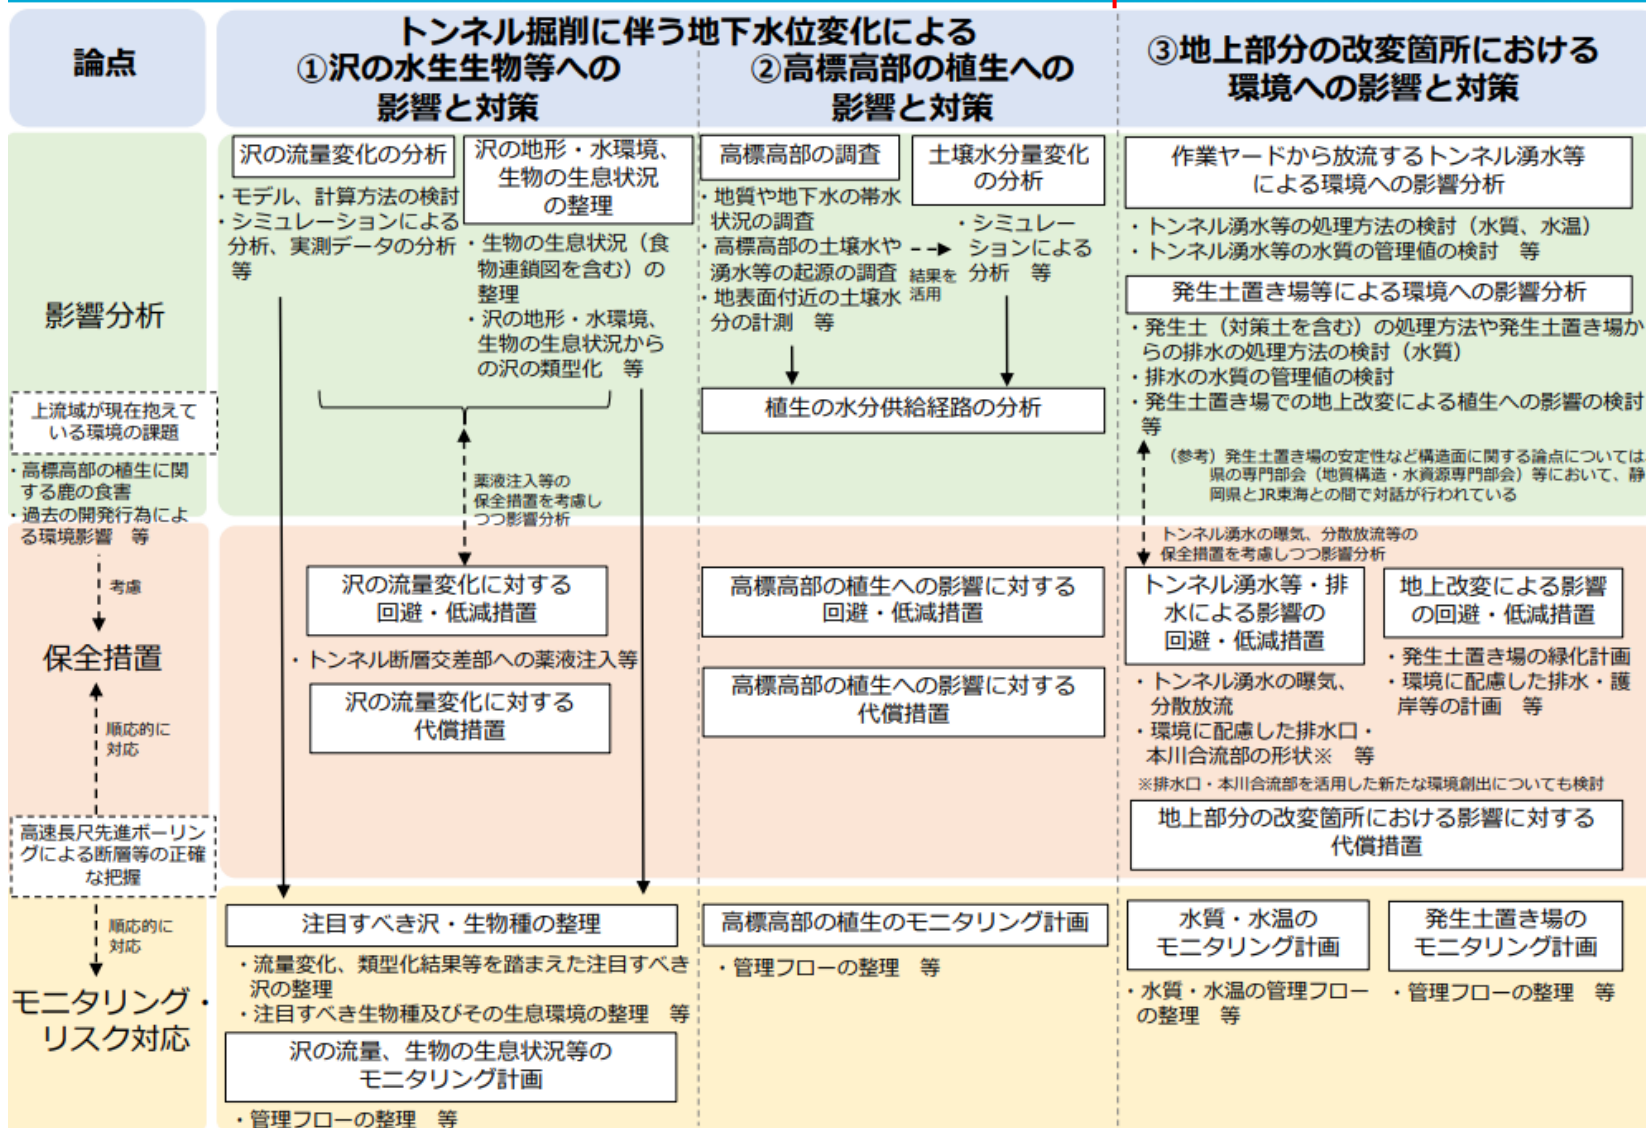 論点
トンネル掘削に伴う地下水位変化による
①沢の水生生物等への
影響と対策
②高標高部の植生への
影響と対策
③地上部分の改変箇所における
環境への影響と対策
影響分析
上流域が現在抱えて
いる環境の課題
・高標高部の植生に関
する鹿の食害
・過去の開発行為によ
る環境影響　等
考慮
保全措置
順応的に
対応
高速長尺先進ボーリン
グによる断層等の正確
な把握
順応的に
対応
モニタリング・
リスク対応
沢の流量変化の分析
・モデル、計算方法の検討
・シミュレーションによる
分析、実測データの分析
等
沢の地形・水環境、
生物の生息状況
の整理
・生物の生息状況（食
物連鎖図を含む）の
整理
・沢の地形・水環境、
生物の生息状況から
の沢の類型化　等
薬液注入等の
保全措置を考慮し
つつ影響分析
沢の流量変化に対する
回避・低減措置
・トンネル断層交差部への薬液注入等
沢の流量変化に対する
代償措置
注目すべき沢・生物種の整理
・流量変化、類型化結果等を踏まえた注目すべき
沢の整理
・注目すべき生物種及びその生息環境の整理　等
沢の流量、生物の生息状況等の
モニタリング計画
・管理フローの整理　等
高標高部の調査
・地質や地下水の帯水
状況の調査
・高標高部の土壌水や
湧水等の起源の調査
・地表面付近の土壌水
分の計測　等
結果を
活用
土壌水分量変化
の分析
・シミュレー
ションによる
分析　等
植生の水分供給経路の分析
高標高部の植生への影響に対する
回避・低減措置
高標高部の植生への影響に対する
代償措置
高標高部の植生のモニタリング計画
・管理フローの整理　等
作業ヤードから放流するトンネル湧水等
による環境への影響分析
・トンネル湧水等の処理方法の検討（水質、水温）
・トンネル湧水等の水質の管理値の検討　等
発生土置き場等による環境への影響分析
・発生土（対策土を含む）の処理方法や発生土置き場か
らの排水の処理方法の検討（水質）
・排水の水質の管理値の検討
・発生土置き場での地上改変による植生への影響の検討
等
（参考）発生土置き場の安定性など構造面に関する論点については、
県の専門部会（地質構造・水資源専門部会）等において、静
岡県とJR東海との間で対話が行われている
トンネル湧水の曝気、分散放流等の
保全措置を考慮しつつ影響分析
トンネル湧水等・排
水による影響の
回避・低減措置
・トンネル湧水の曝気、
分散放流
・環境に配慮した排水口・
本川合流部の形状※　等
地上改変による影響
の回避・低減措置
・発生土置き場の緑化計画
・環境に配慮した排水・護
岸等の計画　等
※排水口・本川合流部を活用した新たな環境創出についても検討
地上部分の改変箇所における影響に対する
代償措置
水質・水温の
モニタリング計画
・水質・水温の管理フロー
の整理　等
発生土置き場の
モニタリング計画
・管理フローの整理　等